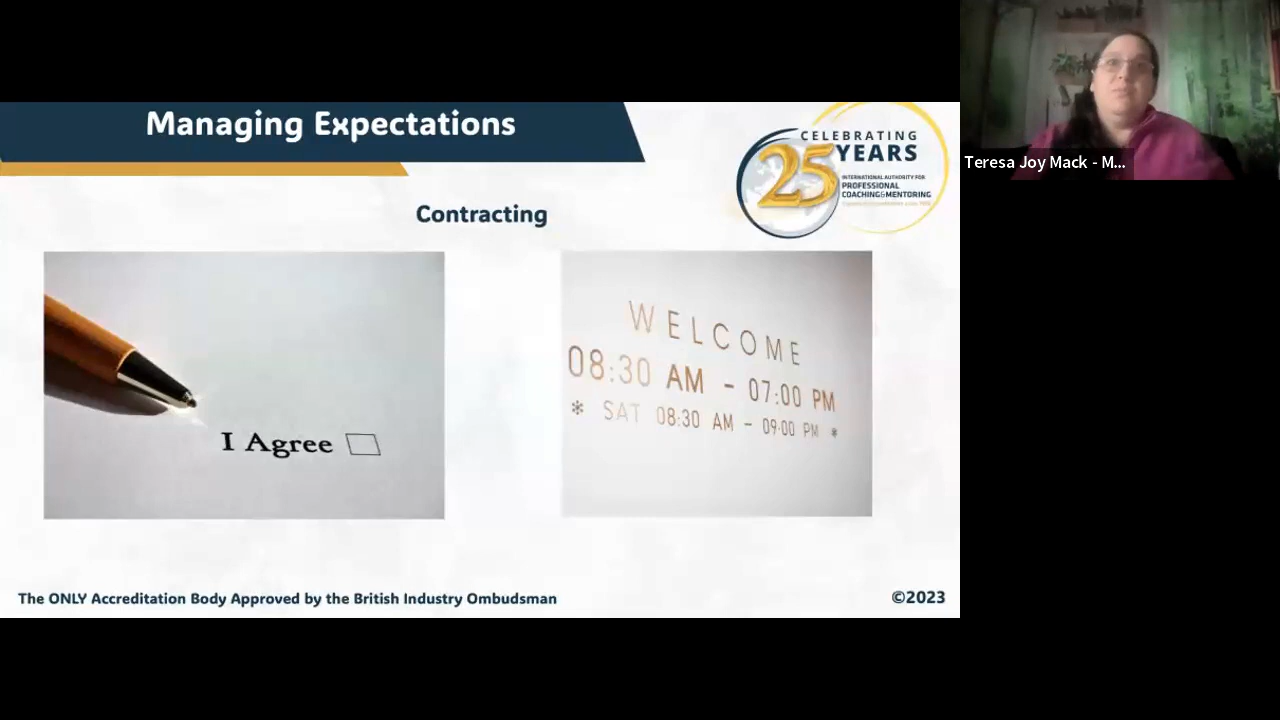 Managing Expectations
CELEBRATING
25 YEARS
INTERNATIONAL AUTHORITY FOR
PROFESSIONAL
COACHING&MENTORING
Contracting
I Agree
WELCOME
08:30 AM - 07:00 PM
* SAT 08:30 AM - 09:00 PM *
The ONLY Accreditation Body Approved by the British Industry Ombudsman
©2023
Teresa Joy Mack - M...